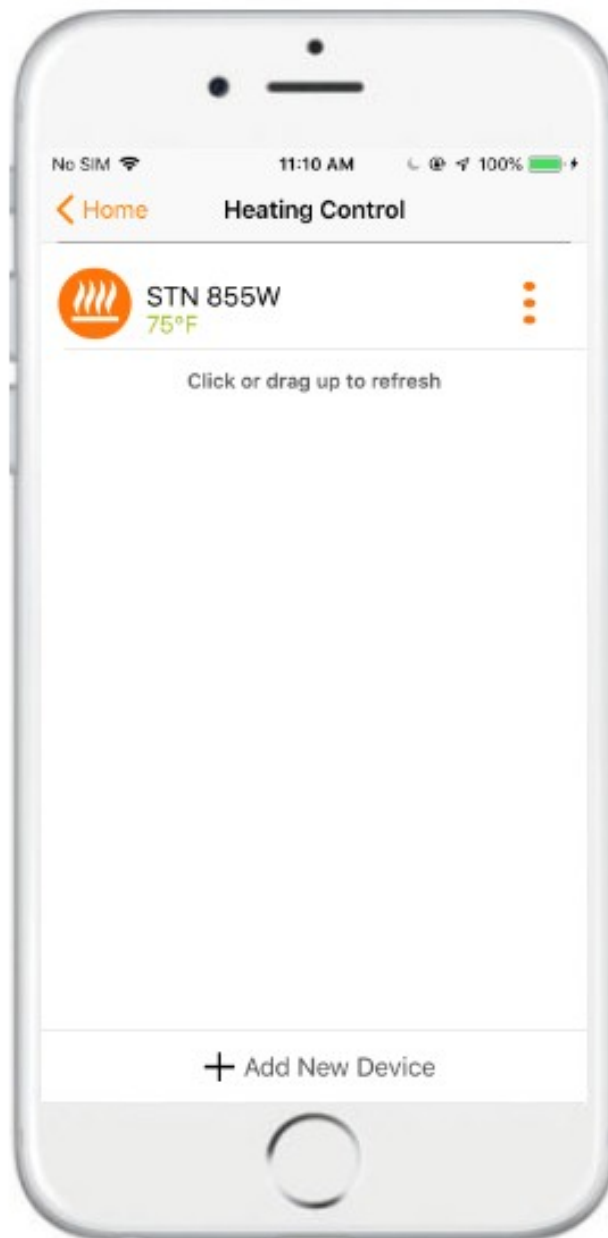 No SIM 11:10 AM 100%
Home Heating Control
STN 855W
75°F
Click or drag up to refresh
+ Add New Device